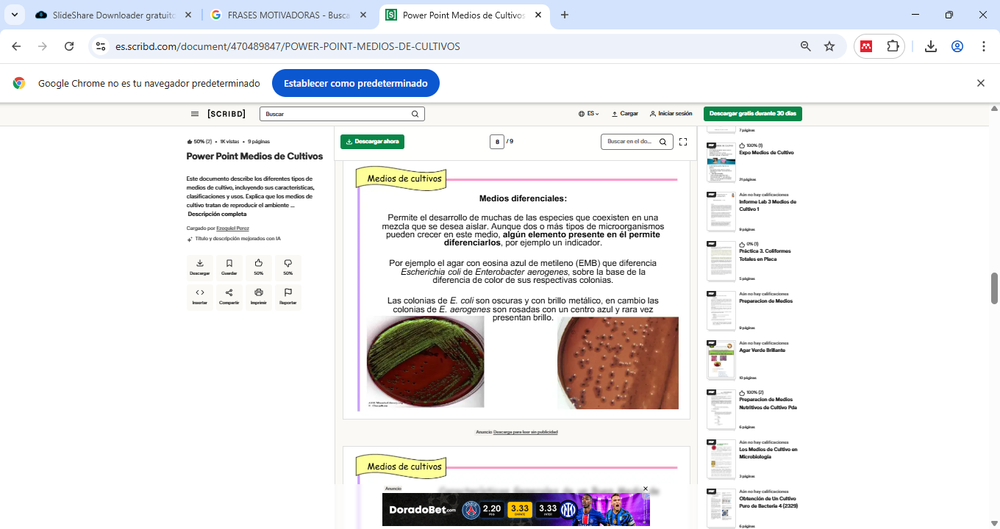 SlideShare Downloader gratuito
FRASES MOTIVADORAS - Busca
Power Point Medios de Cultivos
es.scribd.com/document/470489847/POWER-POINT-MEDIOS-DE-CULTIVOS
Google Chrome no es tu navegador predeterminado
Establecer como predeterminado
[SCRIBD]
Buscar
ES
Cargar
Iniciar sesión
Descargar gratis durante 30 días
50% (2) • 1K vistas • 9 páginas
Power Point Medios de Cultivos
Este documento describe los diferentes tipos de
medios de cultivo, incluyendo sus características,
clasificaciones y usos. Explica que los medios de
cultivo tratan de reproducir el ambiente ...
Descripción completa
Cargado por Ezequiel Perez
Título y descripción mejorados con IA
Descargar
Guardar
50%
50%
Insertar
Compartir
Imprimir
Reportar
Descargar ahora
8 / 9
Buscar en el do...
Medios de cultivos
Medios diferenciales:
Permite el desarrollo de muchas de las especies que coexisten en una
mezcla que se desea aislar. Aunque dos o más tipos de microorganismos
pueden crecer en este medio, algún elemento presente en él permite
diferenciarlos, por ejemplo un indicador.
Por ejemplo el agar con eosina azul de metileno (EMB) que diferencia
Escherichia coli de Enterobacter aerogenes, sobre la base de la
diferencia de color de sus respectivas colonias.
Las colonias de E. coli son oscuras y con brillo metálico, en cambio las
colonias de E. aerogenes son rosadas con un centro azul y rara vez
presentan brillo.
Anuncio Descarga para leer sin publicidad
Medios de cultivos
Anuncio
DoradoBet.com
2.20
PSG
3.33
EMPATE
3.33
INTER
7 páginas
100% (1)
Expo Medios de Cultivo
21 páginas
Aún no hay calificaciones
Informe Lab 3 Medios de
Cultivo 1
9 páginas
0% (1)
Práctica 3. Coliformes
Totales en Placa
5 páginas
Aún no hay calificaciones
Preparacion de Medios
9 páginas
Aún no hay calificaciones
Agar Verde Brillante
10 páginas
100% (2)
Preparacion de Medios
Nutritivos de Cultivo Pda
6 páginas
Aún no hay calificaciones
Los Medios de Cultivo en
Microbiología
3 páginas
Aún no hay calificaciones
Obtención de Un Cultivo
Puro de Bacteria 4 (2329)
6 páginas